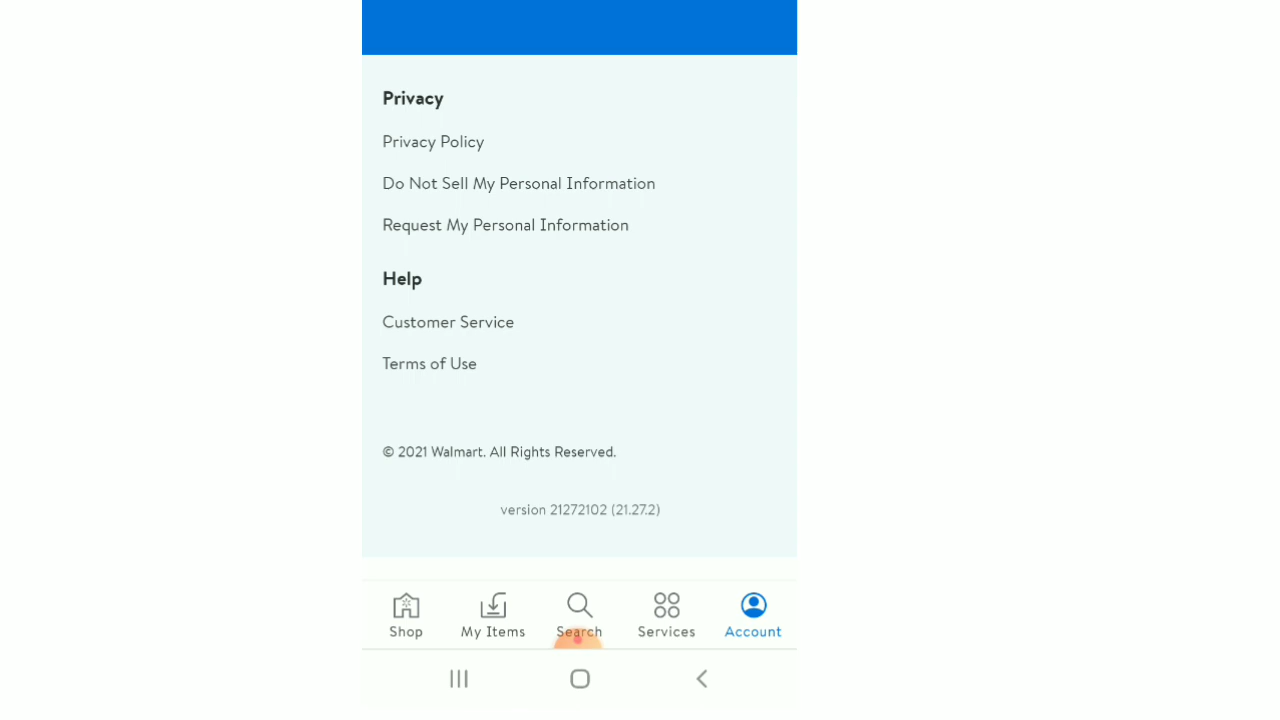 Privacy
Privacy Policy
Do Not Sell My Personal Information
Request My Personal Information
Help
Customer Service
Terms of Use
© 2021 Walmart. All Rights Reserved.
version 21272102 (21.27.2)
Shop My Items Search Services Account